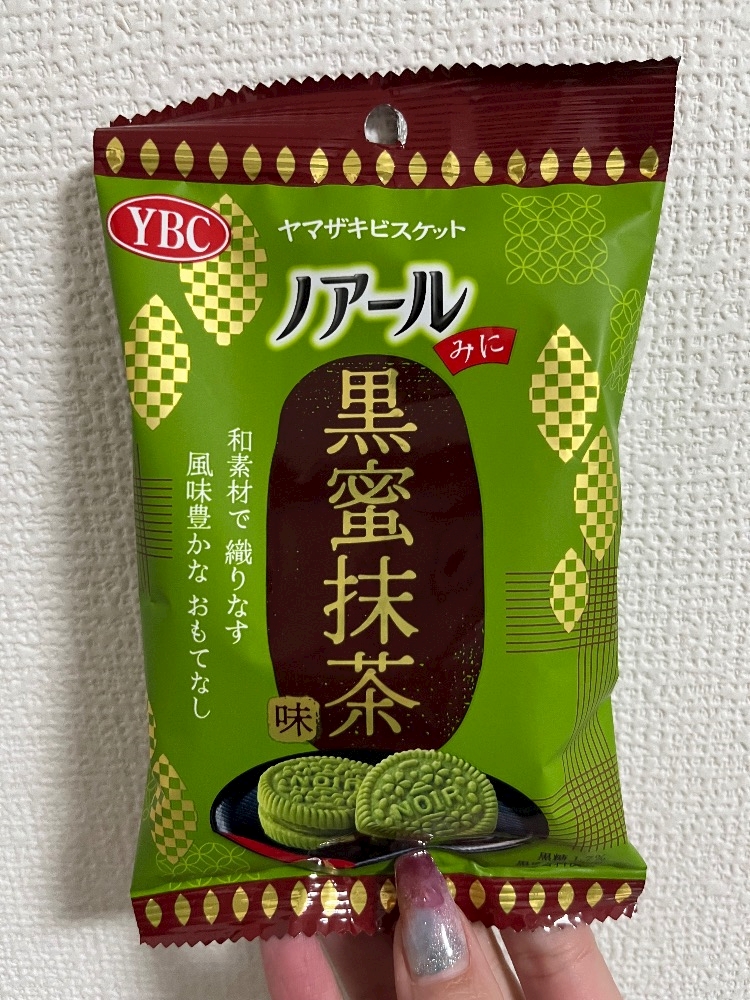 YBC
ヤマザキビスケット
ノアール
みに
黒蜜抹茶
味
和素材で 織りなす
風味豊かな おもてなし
NOIR
NOIR